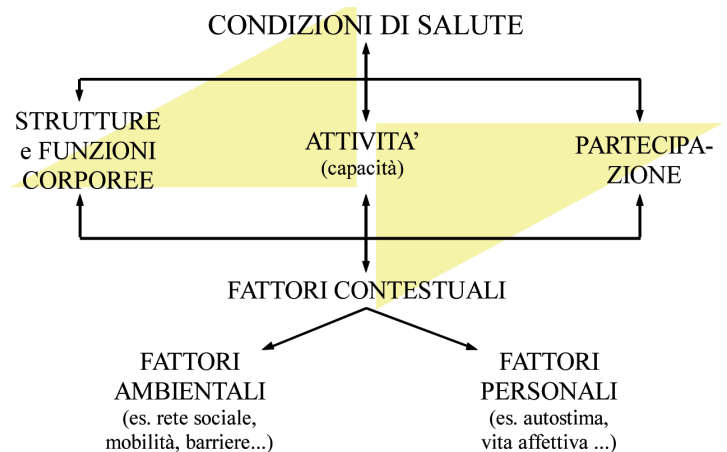 CONDIZIONI DI SALUTE
STRUTTURE
e FUNZIONI
CORPOREE
ATTIVITA’
(capacità)
PARTECIPA-
ZIONE
FATTORI CONTESTUALI
FATTORI
AMBIENTALI
(es. rete sociale,
mobilità, barriere...)
FATTORI
PERSONALI
(es. autostima,
vita affettiva ...)